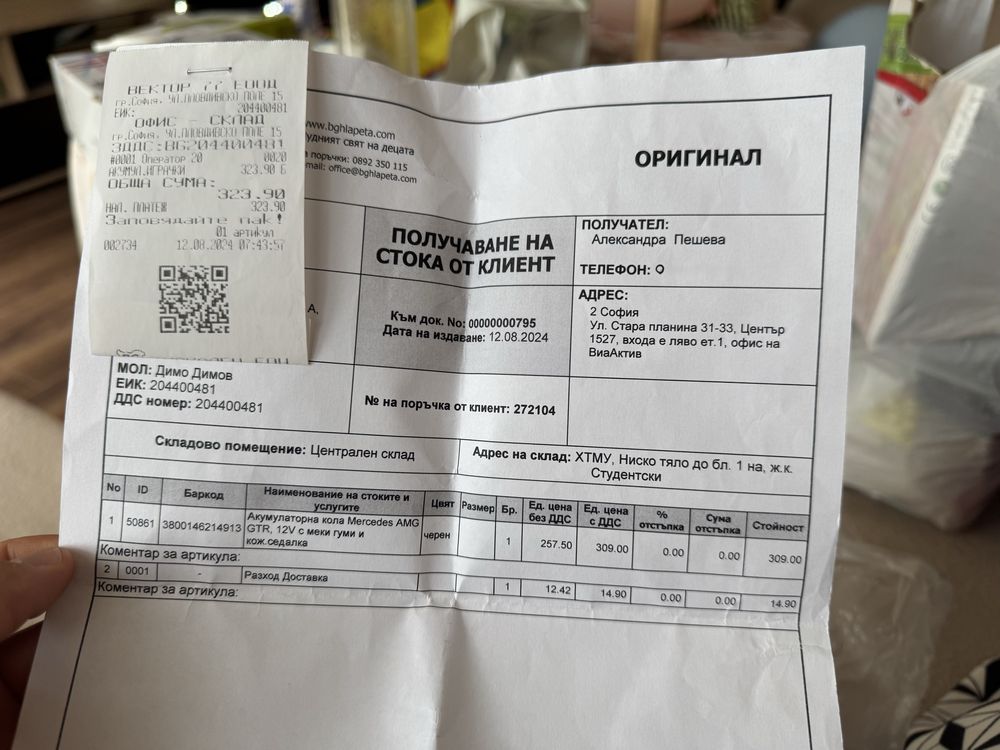 ВЕКТОР 77 ЕООД
гр.София, УЛ.ПЛОВДИВСКО ПОЛЕ 15
ЕИК: 204400481
ОФИС - СКЛАД
гр.София, УЛ.ПЛОВДИВСКО ПОЛЕ 15
ЗДДС:BG204400481
#0001 Оператор 20 0020
АКУМУЛ.ИГРАЧКИ 323.90 Б
ОБЩА СУМА:
323.90
НАЛ. ПЛАТЕЖ 323.90
Заповядайте пак!
01 артикул
002734 12.08.2024 07:43:57
www.bghlapeta.com
удният свят на децата
а поръчки: 0892 350 115
mail: office@bghlapeta.com
ОРИГИНАЛ
ПОЛУЧАВАНЕ НА
СТОКА ОТ КЛИЕНТ
ПОЛУЧАТЕЛ:
Александра Пешева
ТЕЛЕФОН:
АДРЕС:
2 София
Ул. Стара планина 31-33, Център
1527, входа е ляво ет.1, офис на
ВиаАктив
А,
Към док. No: 00000000795
Дата на издаване: 12.08.2024
МОЛ: Димо Димов
ЕИК: 204400481
ДДС номер: 204400481
№ на поръчка от клиент: 272104
Складово помещение: Централен склад
Адрес на склад: ХТМУ, Ниско тяло до бл. 1 на, ж.к.
Студентски
No ID Баркод Наименование на стоките и услугите Цвят Размер Бр. Ед. цена без ДДС Ед. цена с ДДС % отстъпка Сума отстъпка Стойност
1 50861 3800146214913 Акумулаторна кола Mercedes AMG GTR, 12V с меки гуми и кож.седалка черен 1 257.50 309.00 0.00 0.00 309.00
Коментар за артикула:
2 0001 - Разход Доставка 1 12.42 14.90 0.00 0.00 14.90
Коментар за артикула: